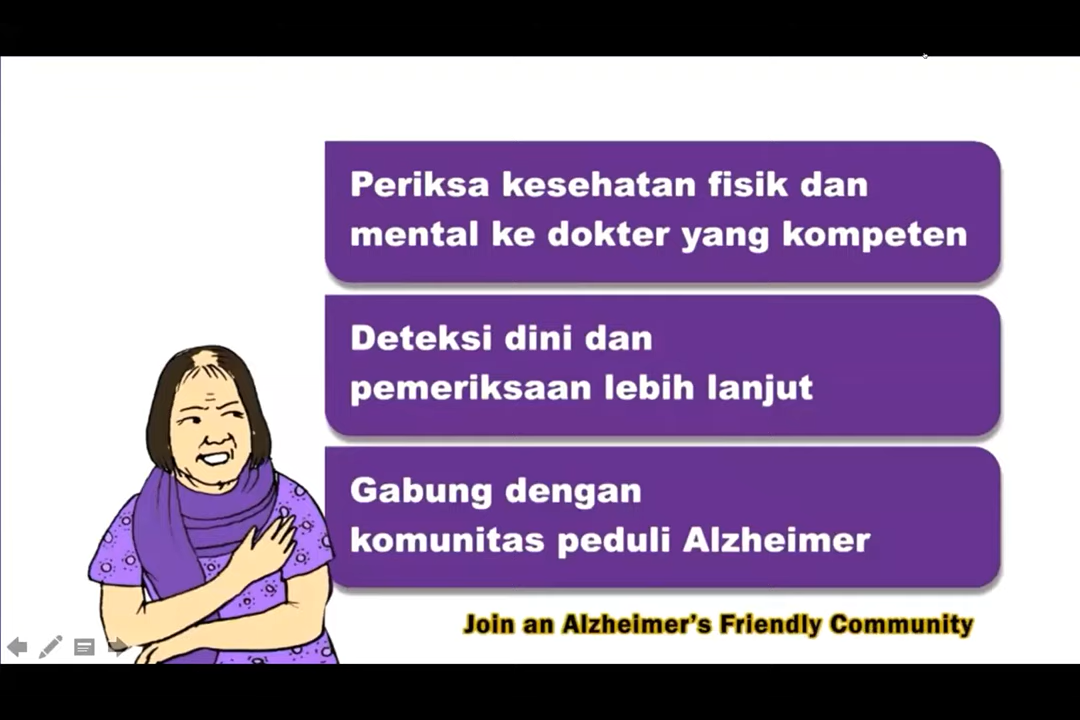 Periksa kesehatan fisik dan
mental ke dokter yang kompeten
Deteksi dini dan
pemeriksaan lebih lanjut
Gabung dengan
komunitas peduli Alzheimer
Join an Alzheimer's Friendly Community